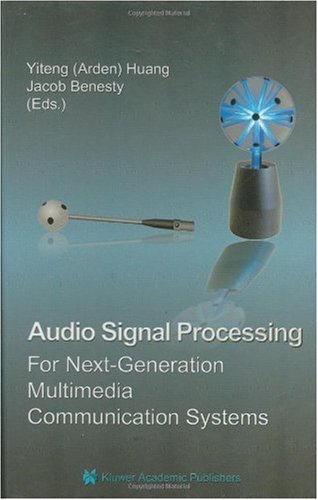 Yiteng (Arden) Huang
Jacob Benesty
(Eds.)
Audio Signal Processing
For Next-Generation
Multimedia
Communication Systems
Kluwer Academic Publishers